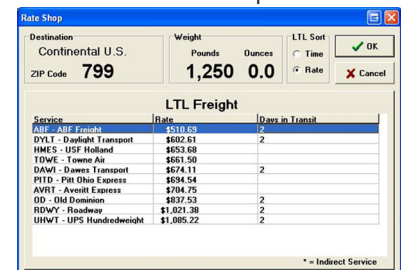 Rate Shop
Destination
Continental U.S.
ZIP Code 799
Weight
Pounds Ounces
1,250 0.0
LTL Sort
Time
Rate
OK
Cancel
LTL Freight
Service Rate Days in Transit
ABF - ABF Freight $510.69 2
DYLT - Daylight Transport $602.61 2
HMES - USF Holland $653.68
TOWE - Towne Air $661.50
DAWI - Dawes Transport $674.11 2
PITD - Pitt Ohio Express $694.54
AVRT - Averitt Express $704.75
OD - Old Dominion $837.53 2
RDWY - Roadway $1,021.38 2
UHWT - UPS Hundredweight $1,085.22 2
* = Indirect Service